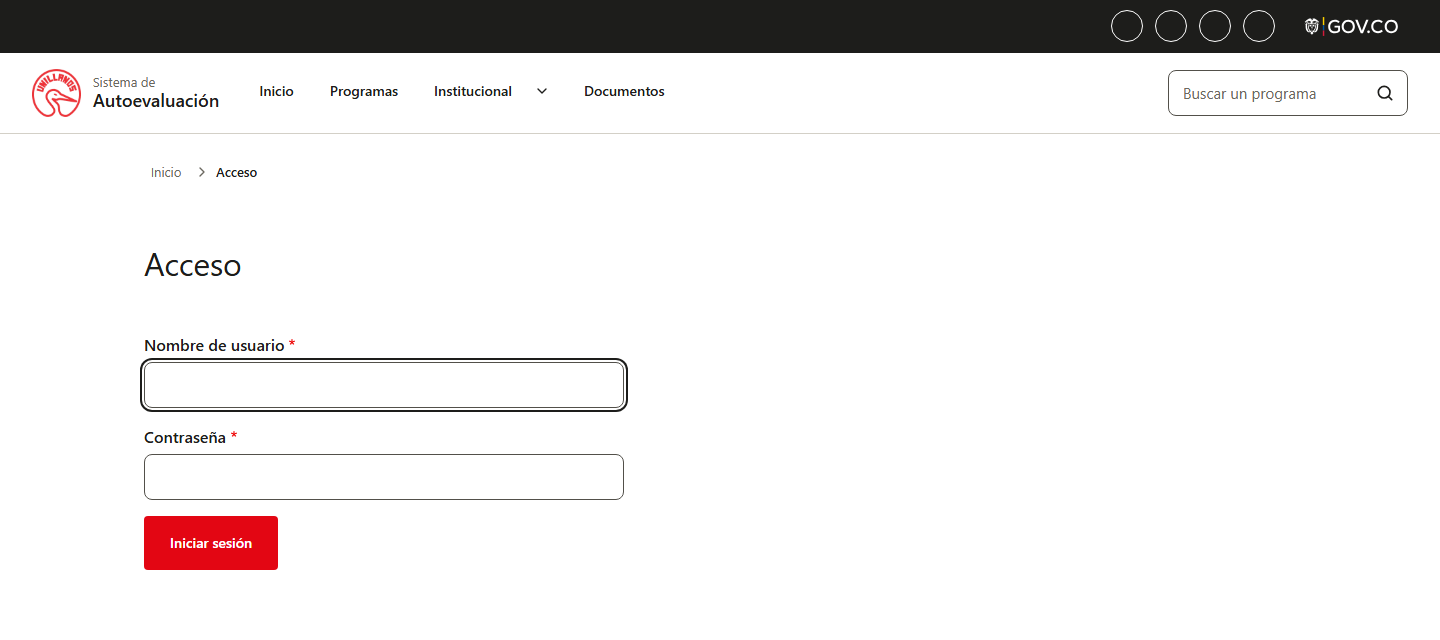 GOV.CO
UNILLANOS
Sistema de
Autoevaluación
Inicio
Programas
Institucional
Documentos
Buscar un programa
Inicio > Acceso
Acceso
Nombre de usuario *
Contraseña *
Iniciar sesión